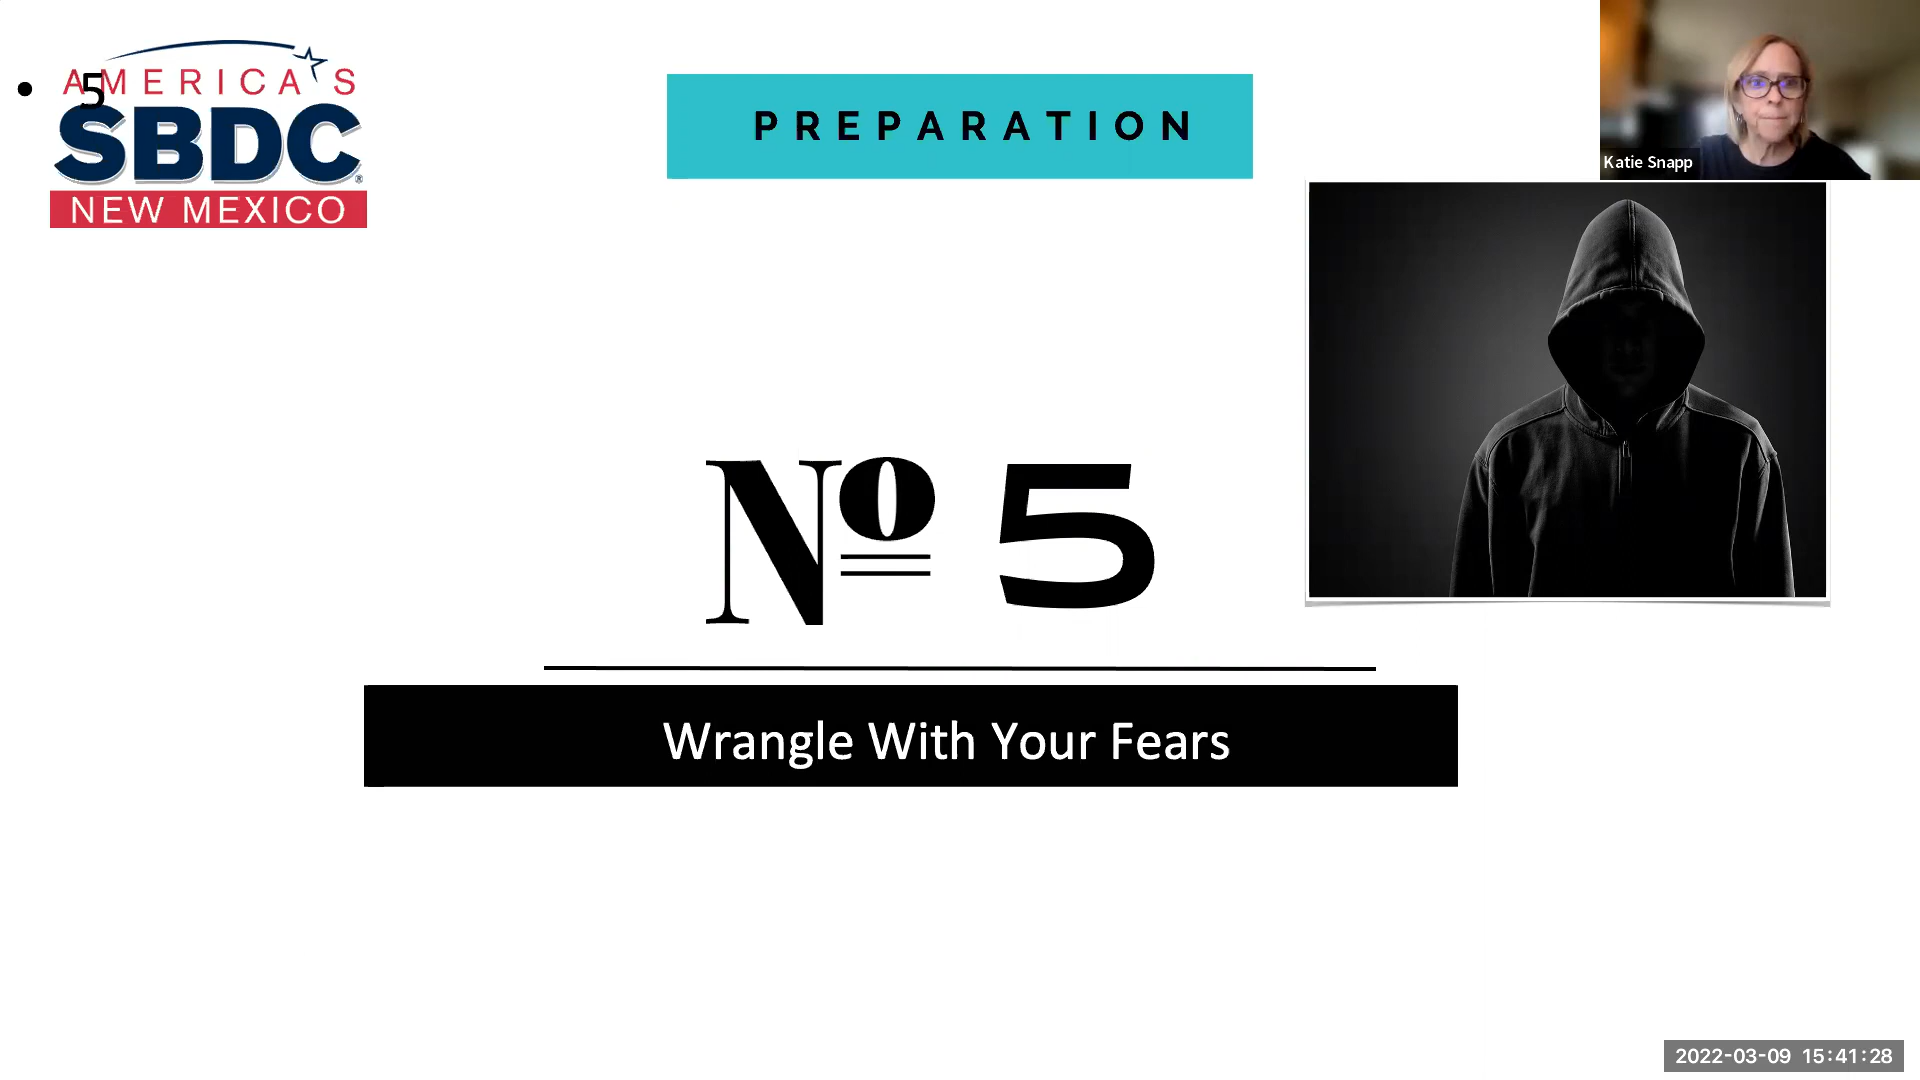 AMERICA'S
• 5
SBDC®
NEW MEXICO
PREPARATION
Katie Snapp
Nº 5
Wrangle With Your Fears
2022-03-09 15:41:28